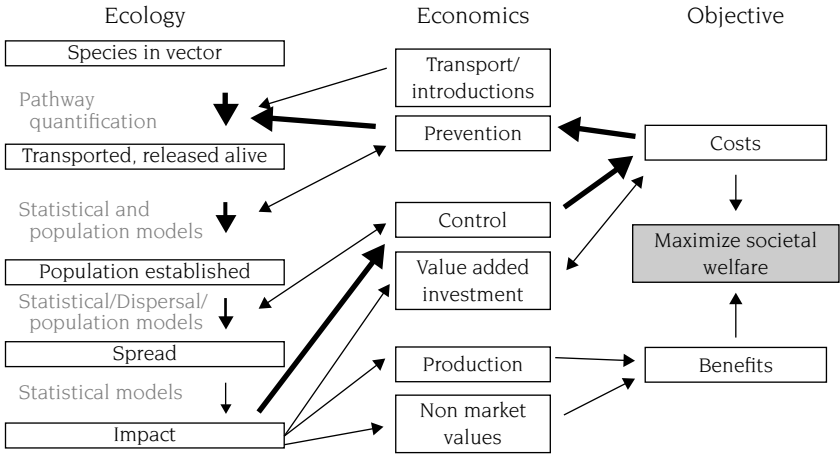 Ecology
Economics
Objective
Species in vector
Pathway
quantification
Transported, released alive
Statistical and
population models
Population established
Statistical/Dispersal/
population models
Spread
Statistical models
Impact
Transport/
introductions
Prevention
Control
Value added
investment
Production
Non market
values
Costs
Maximize societal
welfare
Benefits